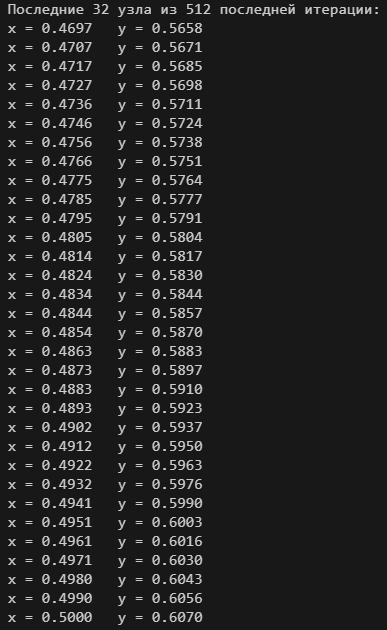 Последние 32 узла из 512 последней итерации:
x = 0.4697   y = 0.5658
x = 0.4707   y = 0.5671
x = 0.4717   y = 0.5685
x = 0.4727   y = 0.5698
x = 0.4736   y = 0.5711
x = 0.4746   y = 0.5724
x = 0.4756   y = 0.5738
x = 0.4766   y = 0.5751
x = 0.4775   y = 0.5764
x = 0.4785   y = 0.5777
x = 0.4795   y = 0.5791
x = 0.4805   y = 0.5804
x = 0.4814   y = 0.5817
x = 0.4824   y = 0.5830
x = 0.4834   y = 0.5844
x = 0.4844   y = 0.5857
x = 0.4854   y = 0.5870
x = 0.4863   y = 0.5883
x = 0.4873   y = 0.5897
x = 0.4883   y = 0.5910
x = 0.4893   y = 0.5923
x = 0.4902   y = 0.5937
x = 0.4912   y = 0.5950
x = 0.4922   y = 0.5963
x = 0.4932   y = 0.5976
x = 0.4941   y = 0.5990
x = 0.4951   y = 0.6003
x = 0.4961   y = 0.6016
x = 0.4971   y = 0.6030
x = 0.4980   y = 0.6043
x = 0.4990   y = 0.6056
x = 0.5000   y = 0.6070